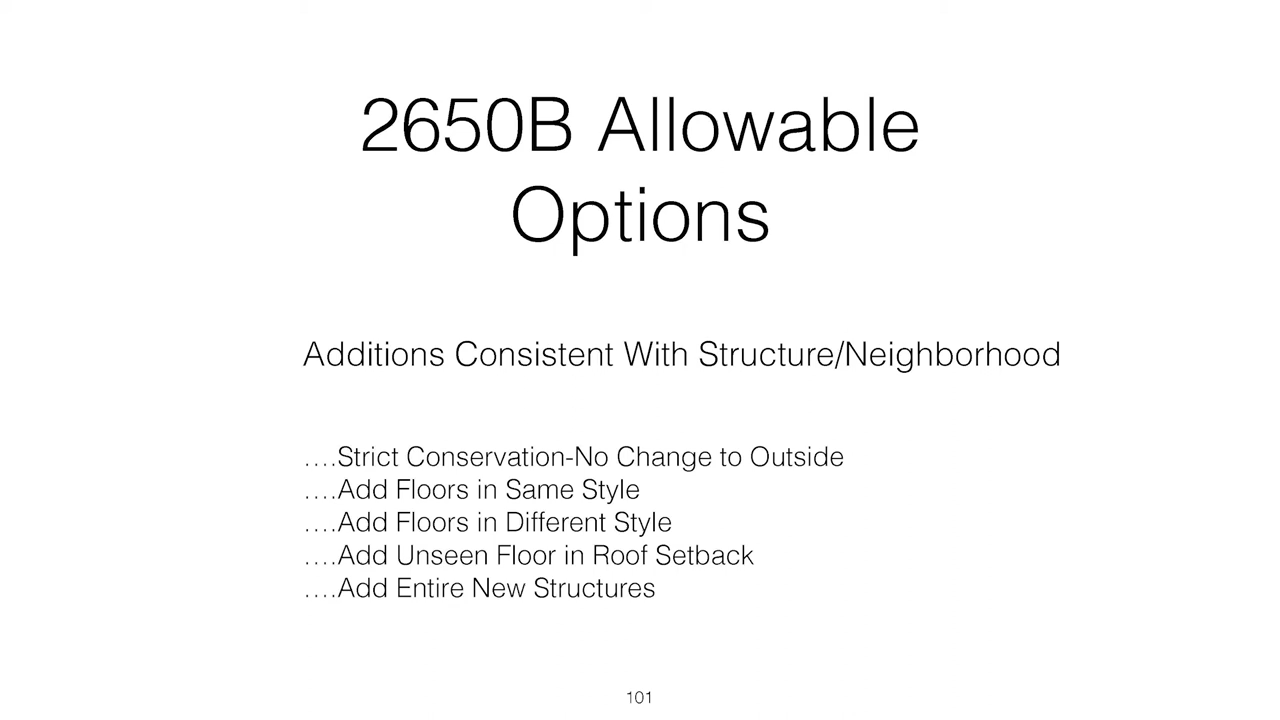 2650B Allowable
Options
Additions Consistent With Structure/Neighborhood
....Strict Conservation-No Change to Outside
....Add Floors in Same Style
....Add Floors in Different Style
....Add Unseen Floor in Roof Setback
....Add Entire New Structures
101